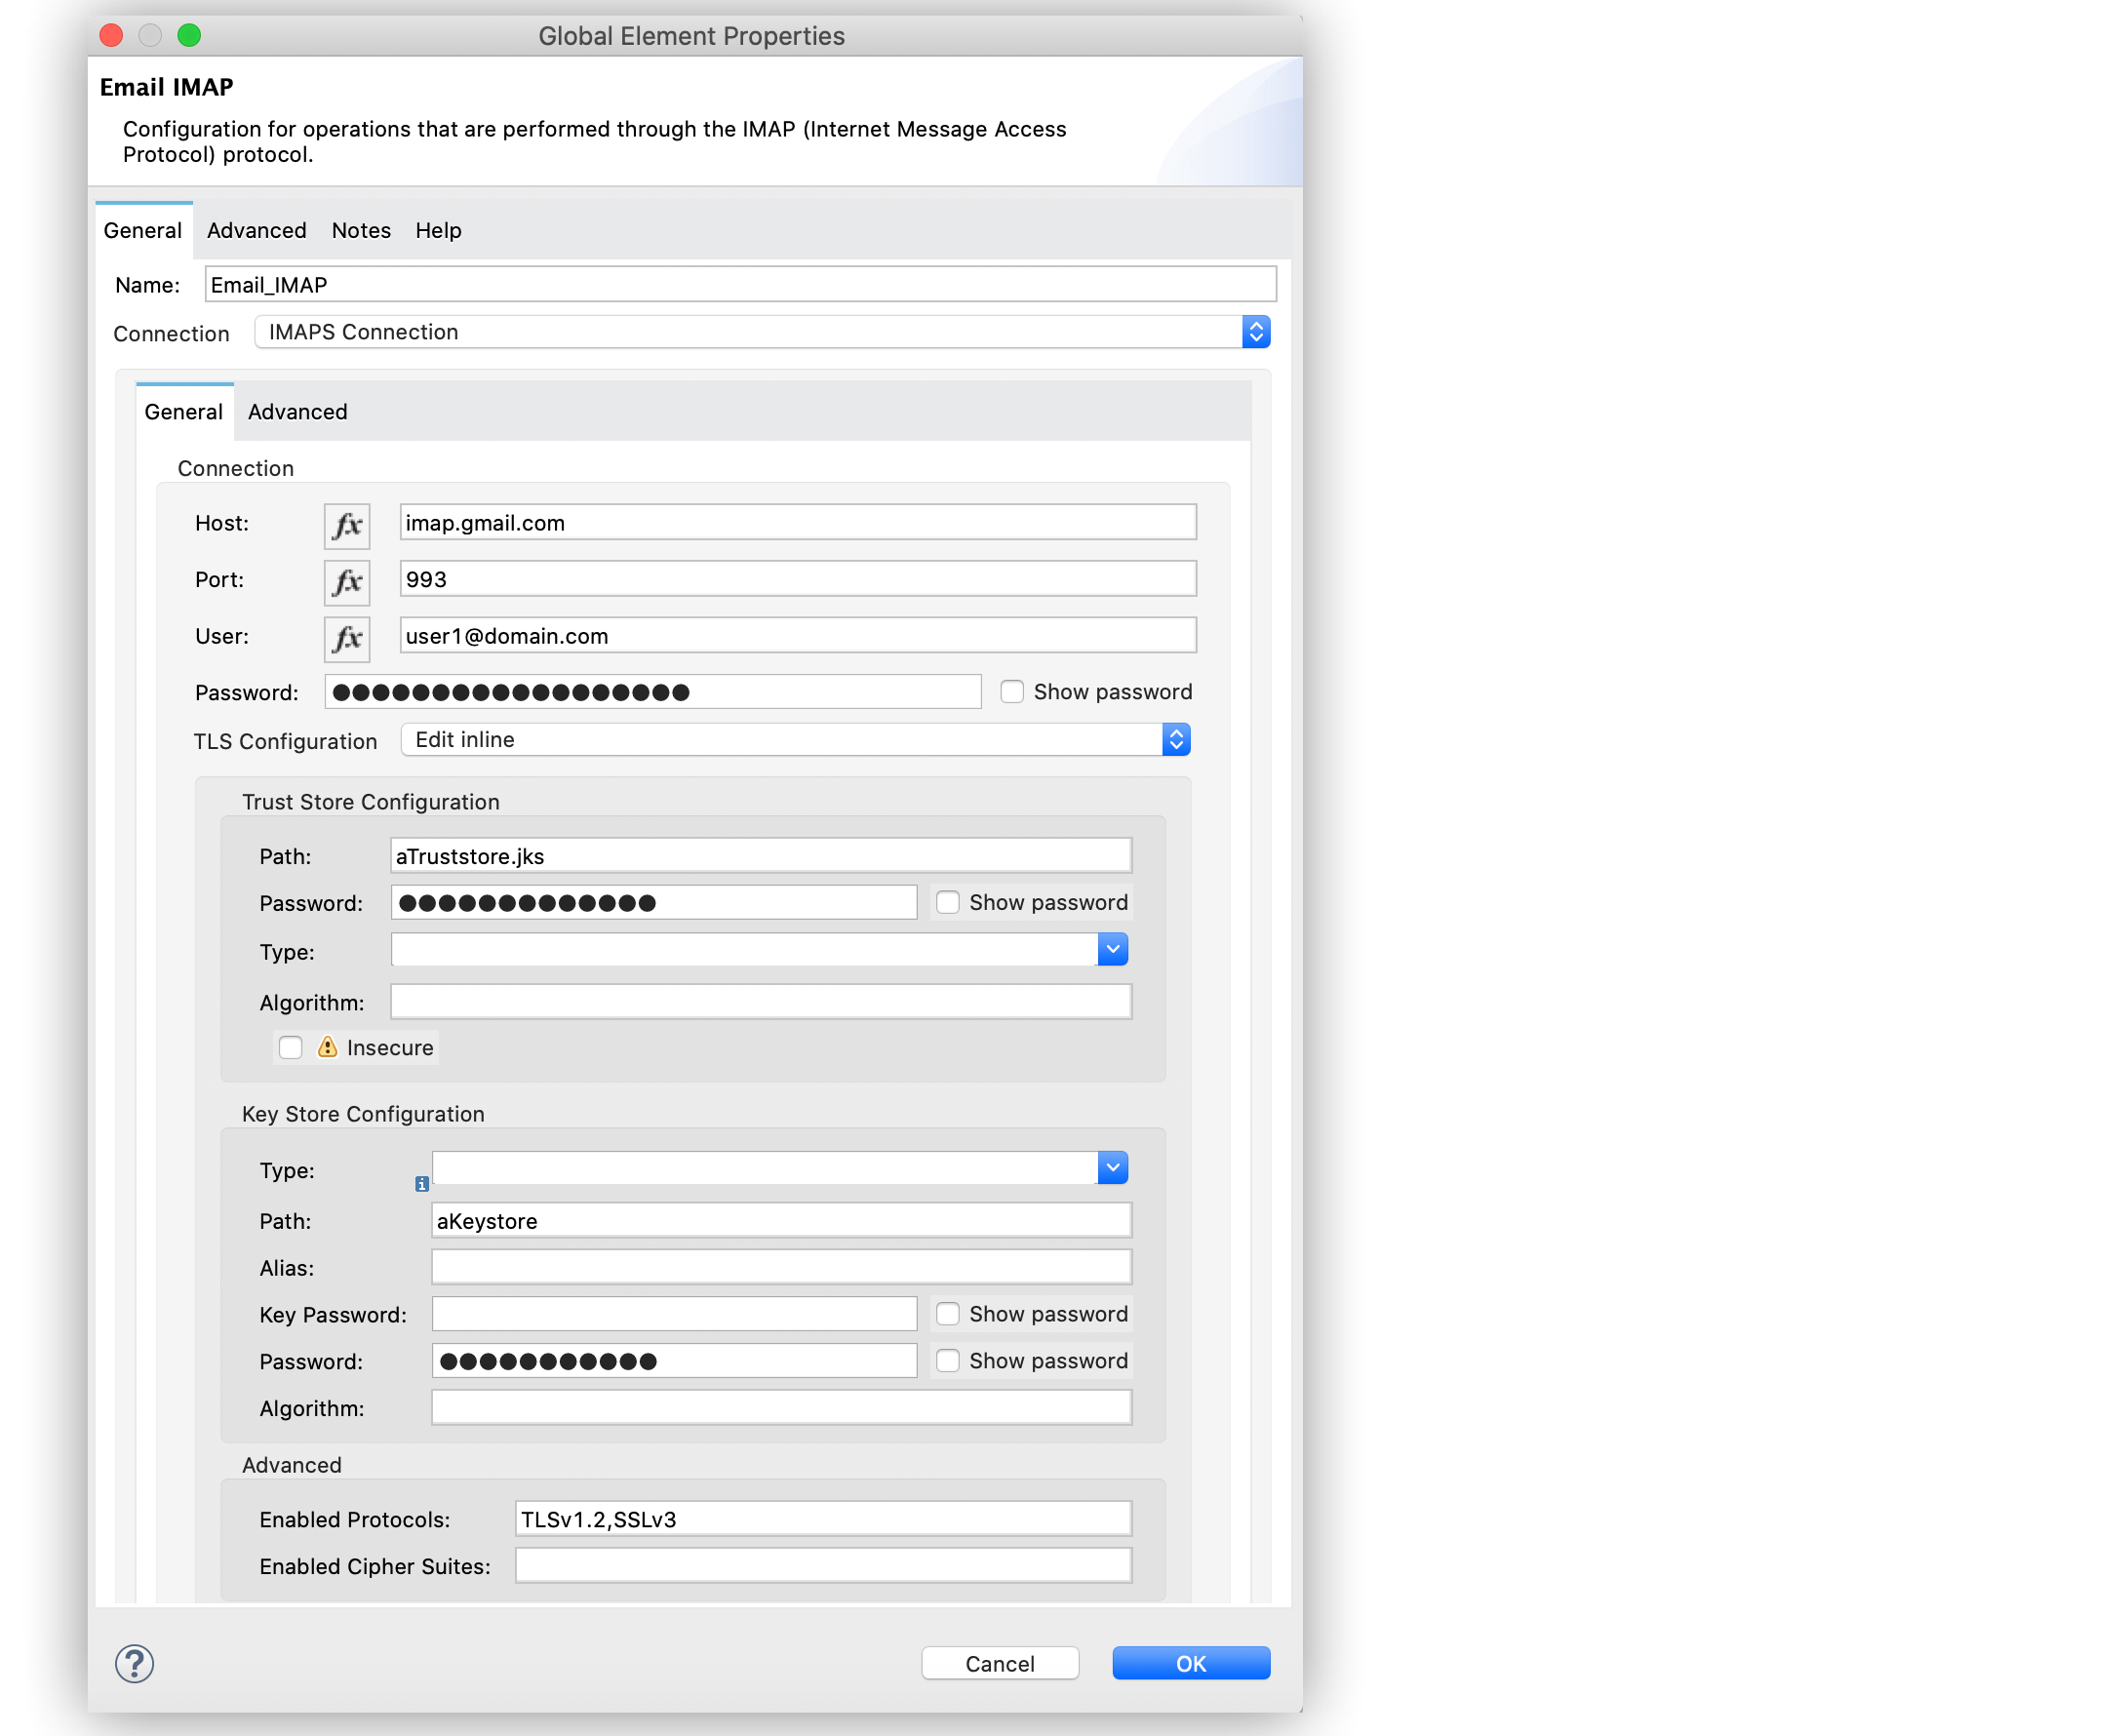 Global Element Properties
Email IMAP
Configuration for operations that are performed through the IMAP (Internet Message Access
Protocol) protocol.
General Advanced Notes Help
Name: Email_IMAP
Connection IMAPS Connection
General Advanced
Connection
Host: fx imap.gmail.com
Port: fx 993
User: fx user1@domain.com
Password: ●●●●●●●●●●●●●●●●●● Show password
TLS Configuration Edit inline
Trust Store Configuration
Path: aTruststore.jks
Password: ●●●●●●●●●●●●● Show password
Type:
Algorithm:
Insecure
Key Store Configuration
Type:
i
Path: aKeystore
Alias:
Key Password: Show password
Password: ●●●●●●●●●●● Show password
Algorithm:
Advanced
Enabled Protocols: TLSv1.2,SSLv3
Enabled Cipher Suites:
? Cancel OK